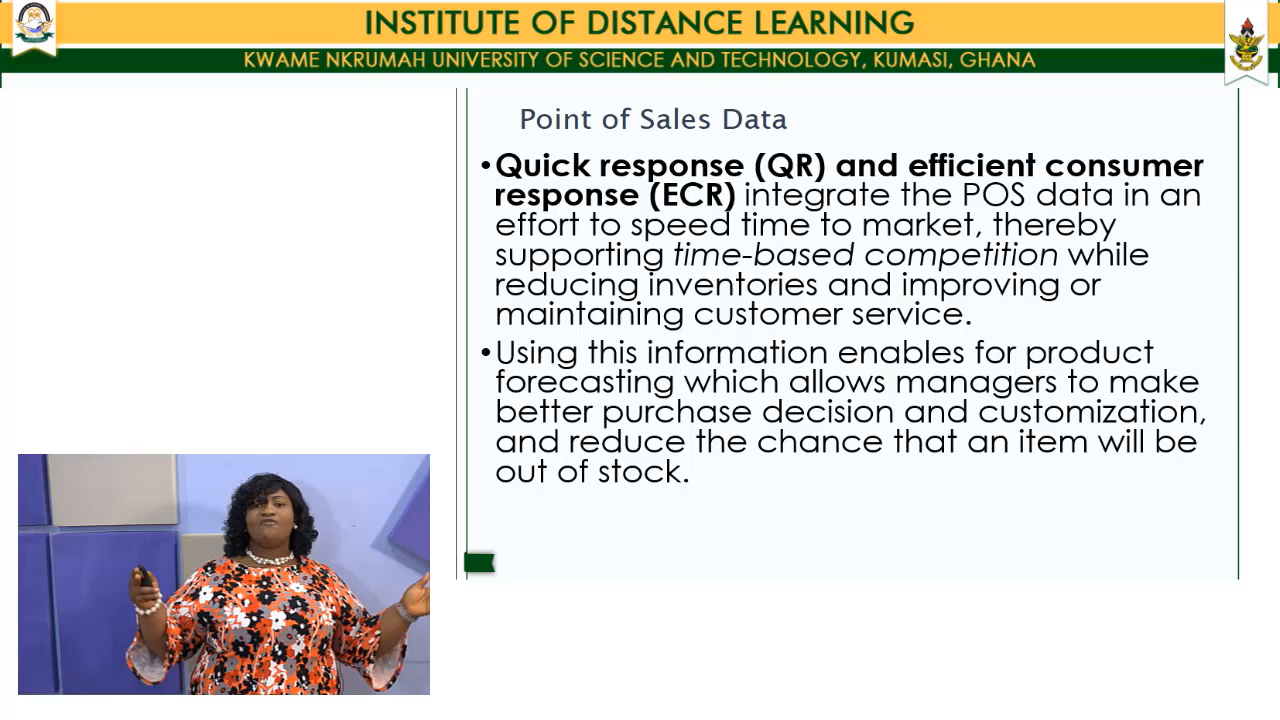 INSTITUTE OF DISTANCE LEARNING
KWAME NKRUMAH UNIVERSITY OF SCIENCE AND TECHNOLOGY, KUMASI, GHANA
Point of Sales Data
•Quick response (QR) and efficient consumer
response (ECR) integrate the POS data in an
effort to speed time to market, thereby
supporting time-based competition while
reducing inventories and improving or
maintaining customer service.
•Using this information enables for product
forecasting which allows managers to make
better purchase decision and customization,
and reduce the chance that an item will be
out of stock.